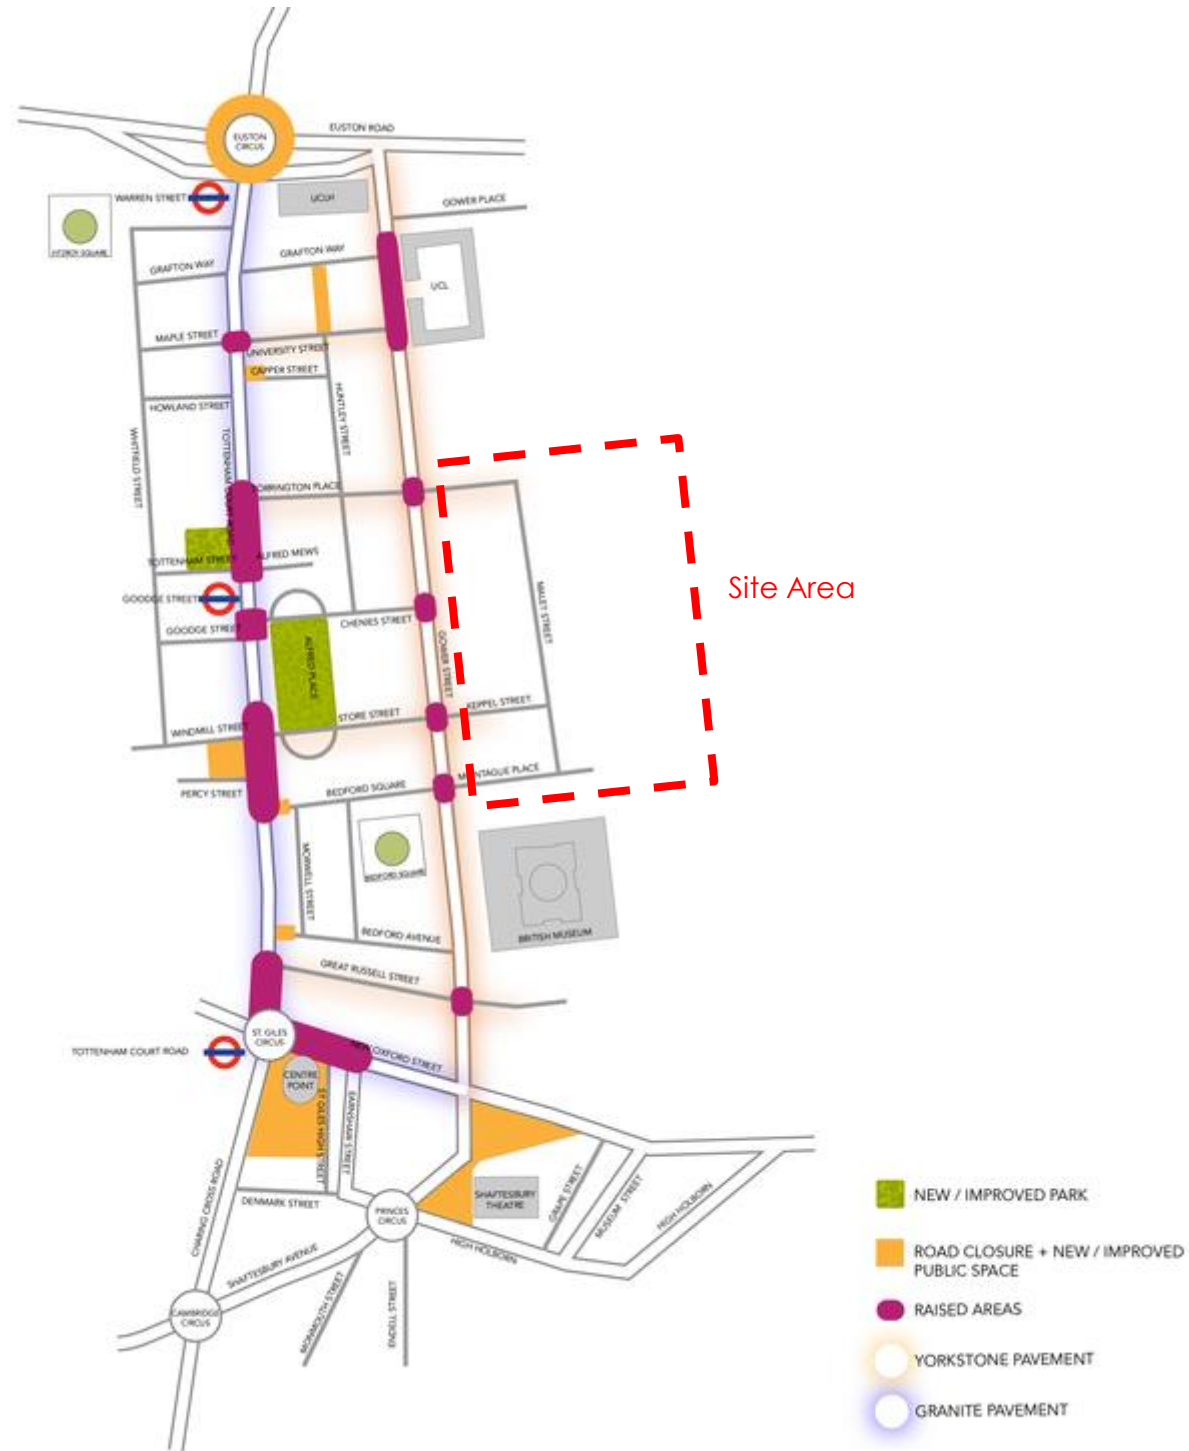 EUSTON ROAD
EUSTON
CIRCUS
WARREN STREET
UCLH
GOWER PLACE
FITZROY SQUARE
GRAFTON WAY
GRAFTON WAY
UCL
MAPLE STREET
UNIVERSITY STREET
CAPPER STREET
HOWLAND STREET
HUNTLEY STREET
WHITFIELD STREET
TOTTENHAM COURT ROAD
TORRINGTON PLACE
TOTTENHAM STREET
ALFRED MEWS
GOODGE STREET
Site Area
MALET STREET
GOODGE STREET
CHENIES STREET
ALFRED PLACE
GOWER STREET
KEPPEL STREET
STORE STREET
WINDMILL STREET
MONTAGUE PLACE
PERCY STREET
BEDFORD SQUARE
MORWELL STREET
BEDFORD SQUARE
BEDFORD AVENUE
BRITISH MUSEUM
GREAT RUSSELL STREET
ST. GILES
CIRCUS
TOTTENHAM COURT ROAD
NEW OXFORD STREET
CENTRE
POINT
ST GILES HIGH STREET
EARNSHAW STREET
DENMARK STREET
CHARING CROSS ROAD
PRINCES
CIRCUS
SHAFTESBURY
THEATRE
GRAPE STREET
MUSEUM STREET
HIGH HOLBORN
HIGH HOLBORN
SHAFTESBURY AVENUE
CAMBRIDGE
CIRCUS
MONMOUTH STREET
ENDELL STREET
NEW / IMPROVED PARK
ROAD CLOSURE + NEW / IMPROVED
PUBLIC SPACE
RAISED AREAS
YORKSTONE PAVEMENT
GRANITE PAVEMENT